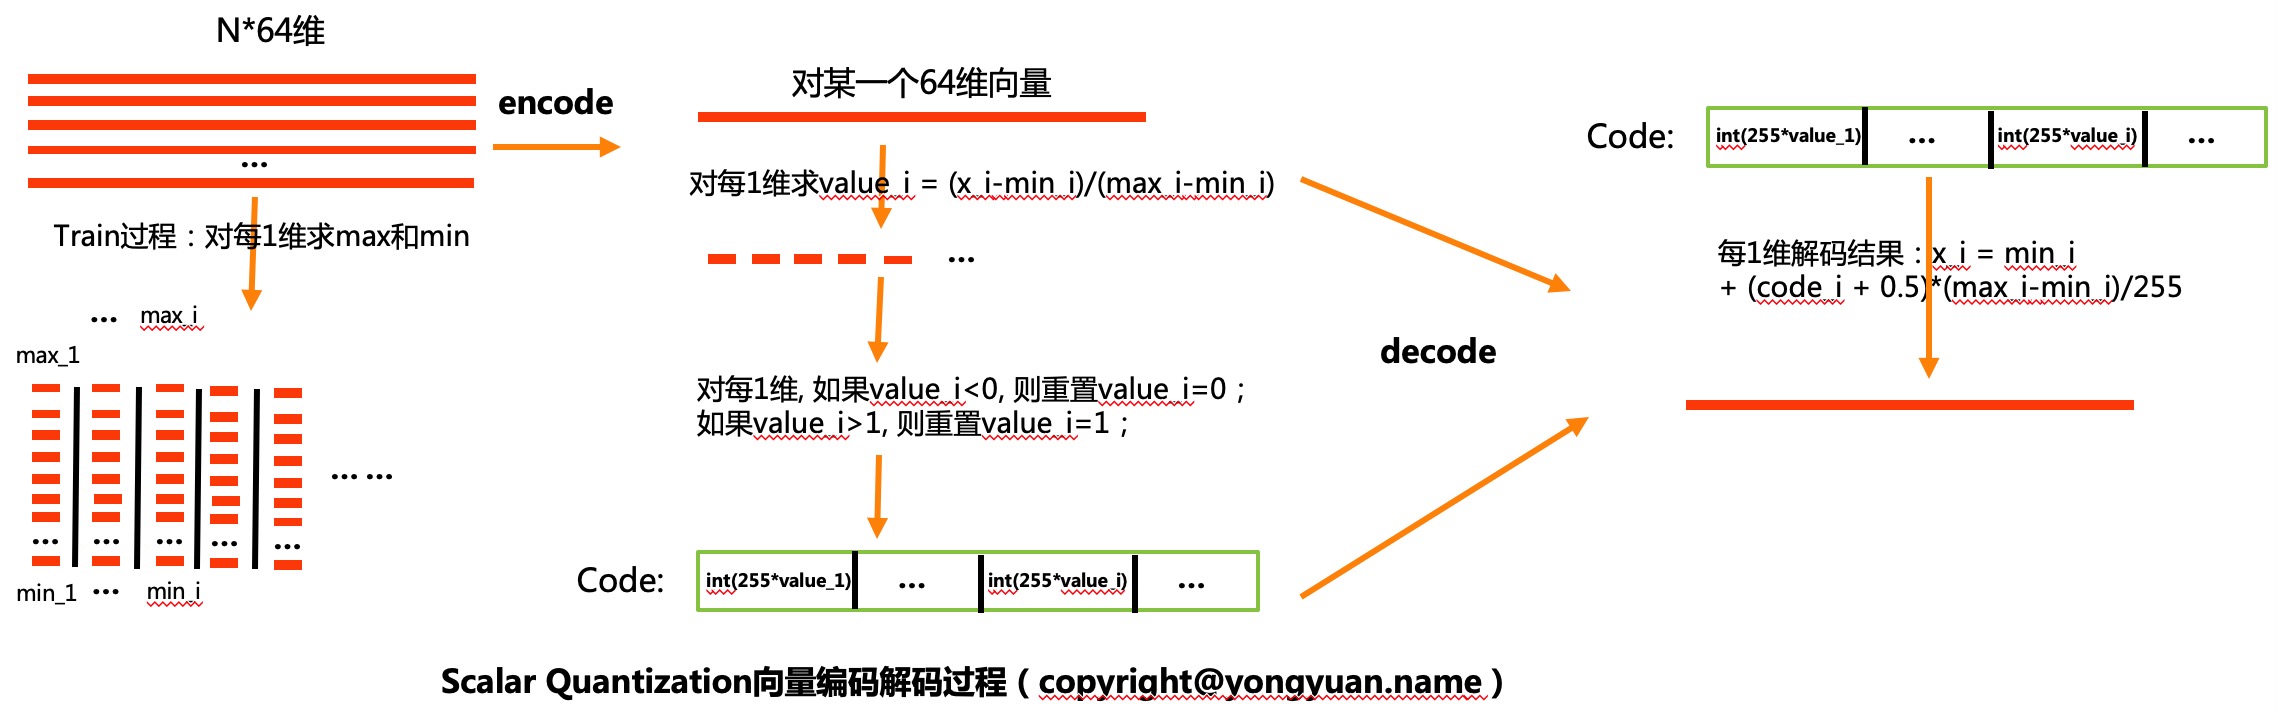 N*64维
...
Train过程：对每1维求max和min
... max_i
max_1
... ...
... ... ... ... ...
min_1 ... min_i
encode
对某一个64维向量
对每1维求value_i = (x_i-min_i)/(max_i-min_i)
...
对每1维, 如果value_i<0, 则重置value_i=0；
如果value_i>1, 则重置value_i=1；
Code: int(255*value_1) ... int(255*value_i) ...
decode
Code: int(255*value_1) ... int(255*value_i) ...
每1维解码结果：x_i = min_i
+ (code_i + 0.5)*(max_i-min_i)/255
Scalar Quantization向量编码解码过程（copyright@yongyuan.name）